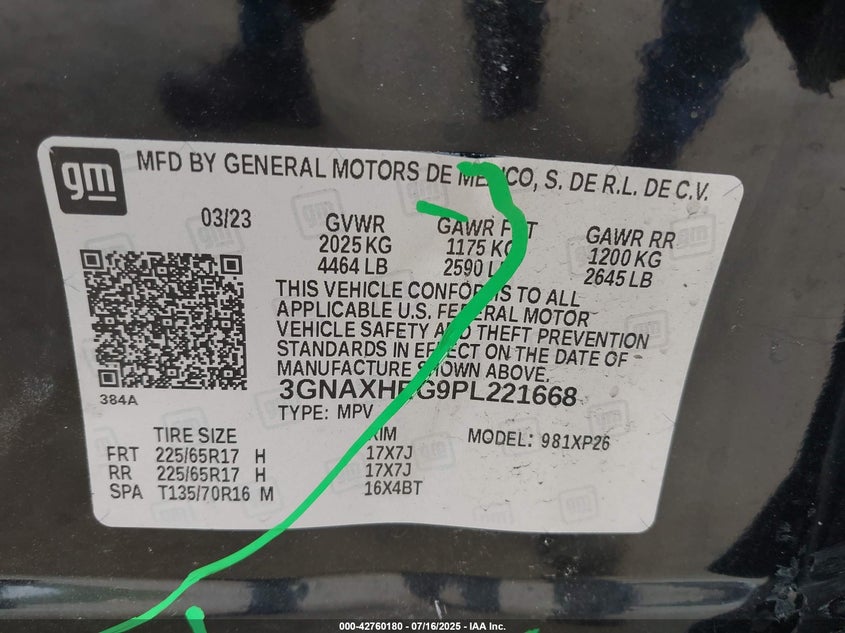 gm
MFD BY GENERAL MOTORS DE MEXICO, S. DE R.L. DE C.V.
03/23
GVWR
2025 KG
4464 LB
GAWR FRT
1175 KG
2590 LB
GAWR RR
1200 KG
2645 LB
THIS VEHICLE CONFORMS TO ALL
APPLICABLE U.S. FEDERAL MOTOR
VEHICLE SAFETY AND THEFT PREVENTION
STANDARDS IN EFFECT ON THE DATE OF
MANUFACTURE SHOWN ABOVE.
384A
TYPE: MPV
MODEL: 981XP26
TIRE SIZE RIM
FRT 225/65R17 H 17X7J
RR 225/65R17 H 17X7J
SPA T135/70R16 M 16X4BT
000-42760180 - 07/16/2025 - IAA Inc.